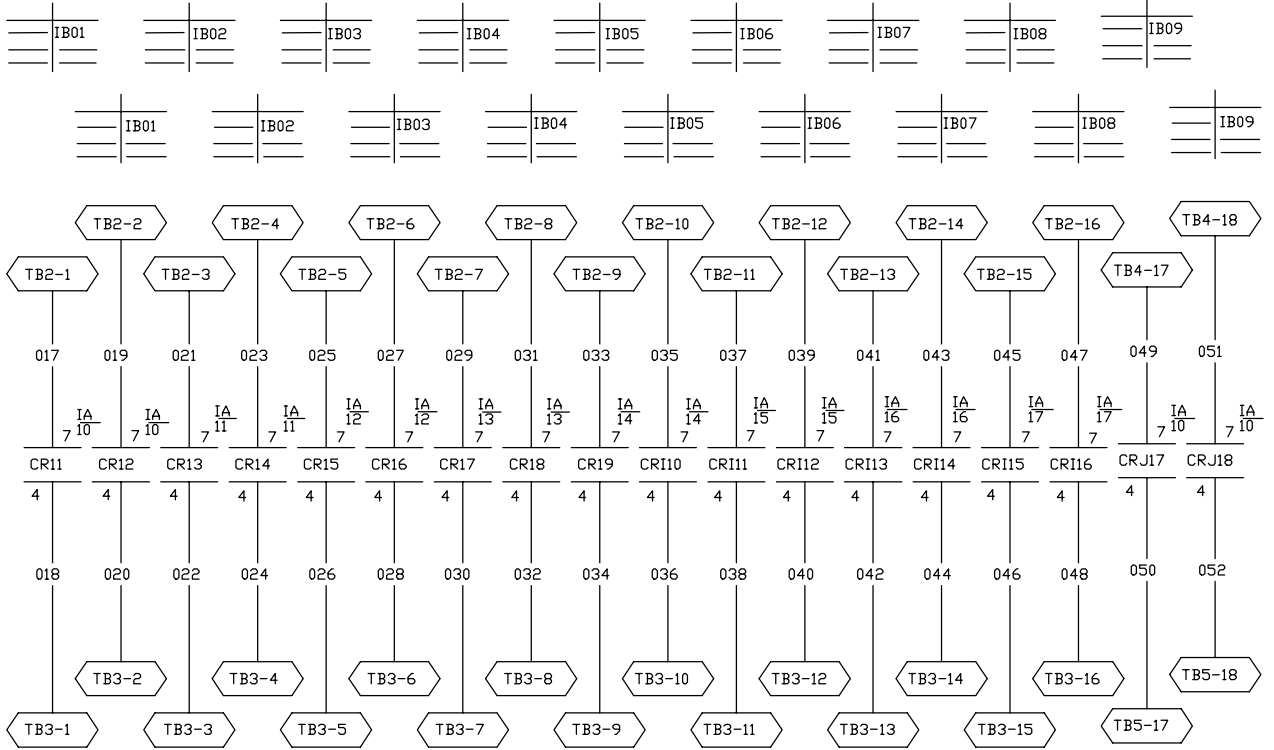 IB01 IB02 IB03 IB04 IB05 IB06 IB07 IB08 IB09
IB01 IB02 IB03 IB04 IB05 IB06 IB07 IB08 IB09
TB2-2 TB2-4 TB2-6 TB2-8 TB2-10 TB2-12 TB2-14 TB2-16 TB4-18
TB2-1 TB2-3 TB2-5 TB2-7 TB2-9 TB2-11 TB2-13 TB2-15 TB4-17
017 019 021 023 025 027 029 031 033 035 037 039 041 043 045 047 049 051
IA IA IA IA IA IA IA IA IA IA IA IA IA IA IA IA IA IA
10 10 11 11 12 12 13 13 14 14 15 15 16 16 17 17 10 10
7 7 7 7 7 7 7 7 7 7 7 7 7 7 7 7 7 7
CR11 CR12 CR13 CR14 CR15 CR16 CR17 CR18 CR19 CRI10 CRI11 CRI12 CRI13 CRI14 CRI15 CRI16 CRJ17 CRJ18
4 4 4 4 4 4 4 4 4 4 4 4 4 4 4 4 4 4
018 020 022 024 026 028 030 032 034 036 038 040 042 044 046 048 050 052
TB3-2 TB3-4 TB3-6 TB3-8 TB3-10 TB3-12 TB3-14 TB3-16 TB5-18
TB3-1 TB3-3 TB3-5 TB3-7 TB3-9 TB3-11 TB3-13 TB3-15 TB5-17